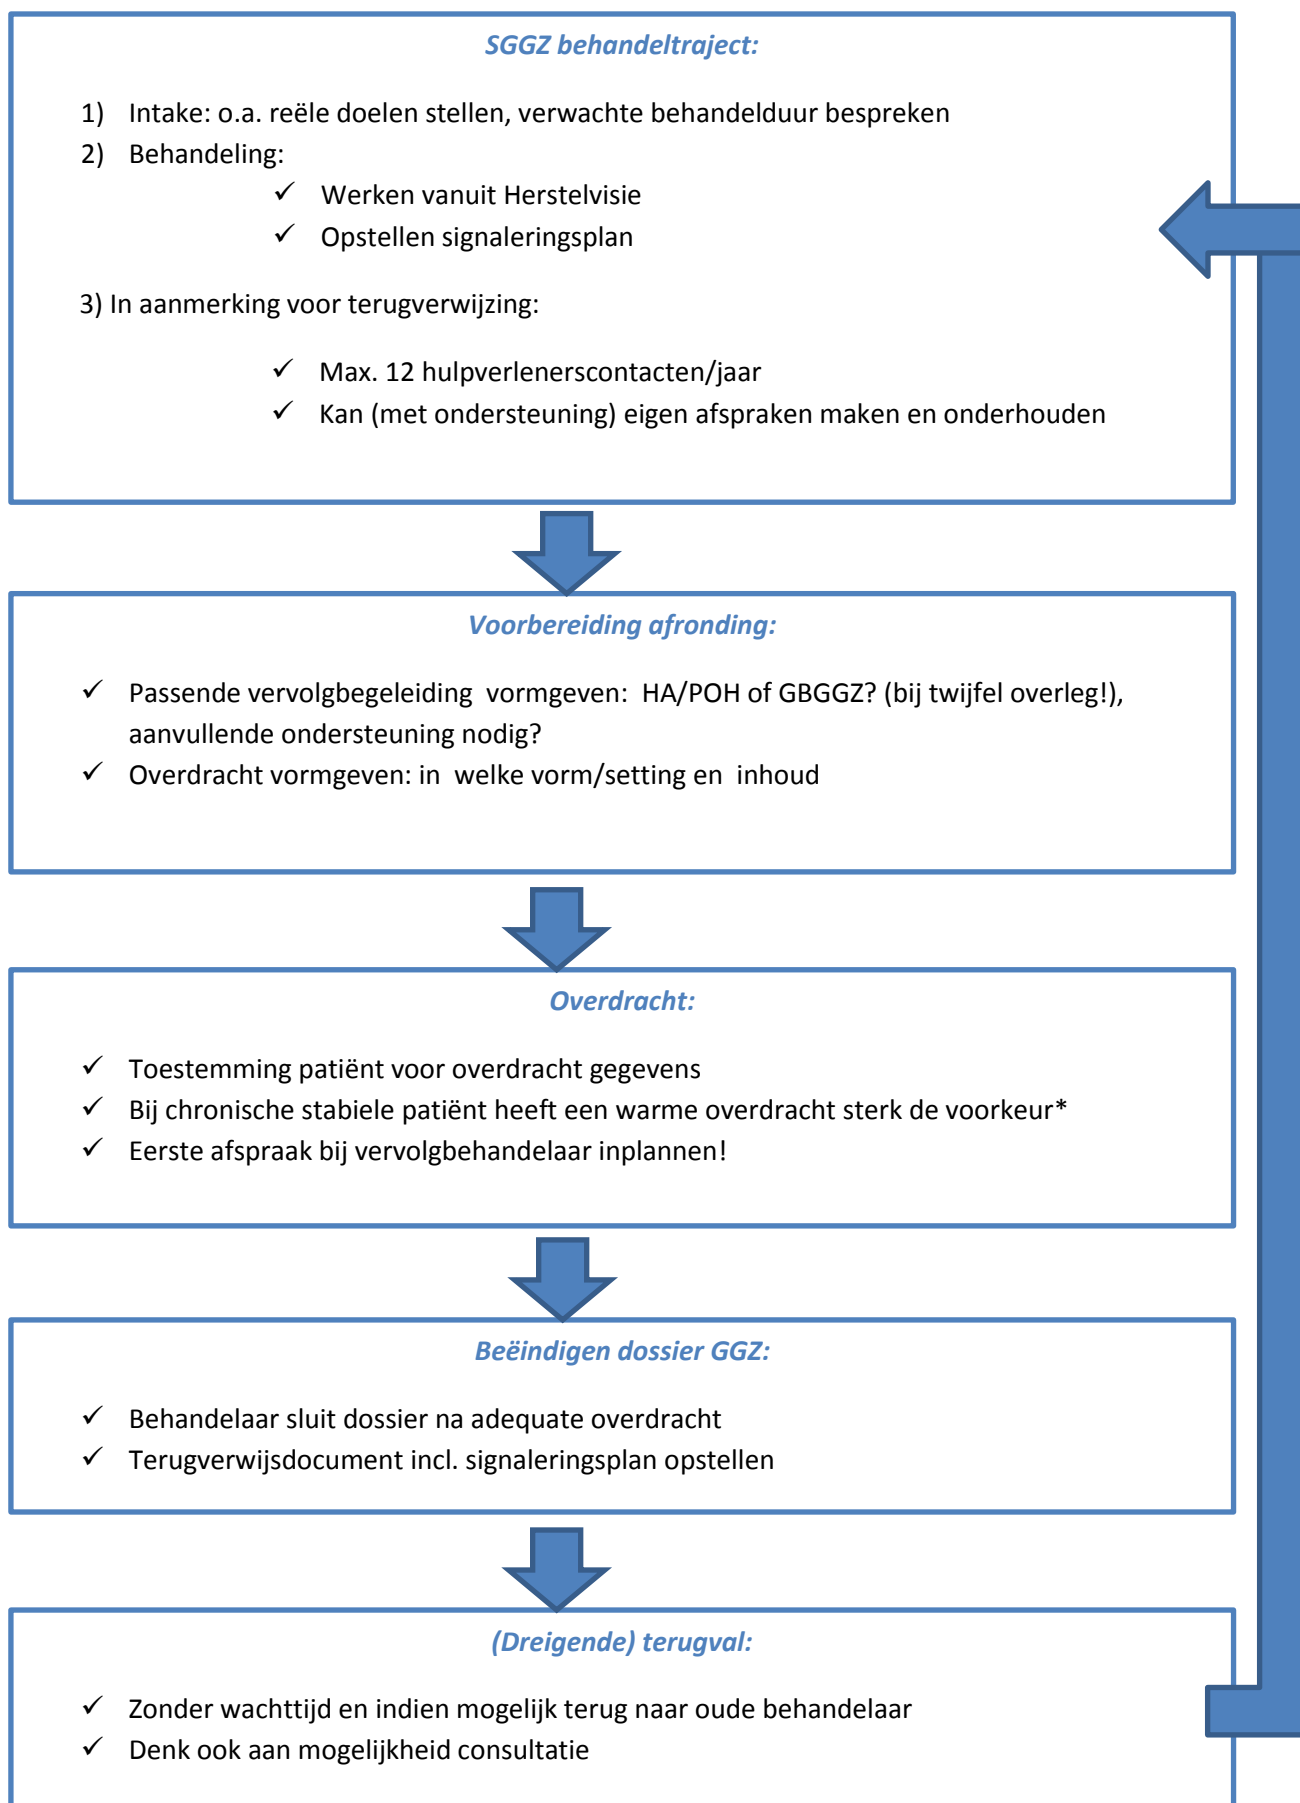 SGGZ behandeltraject:
1) Intake: o.a. reële doelen stellen, verwachte behandelduur bespreken
2) Behandeling:
✓ Werken vanuit Herstelvisie
✓ Opstellen signaleringsplan
3) In aanmerking voor terugverwijzing:
✓ Max. 12 hulpverlenerscontacten/jaar
✓ Kan (met ondersteuning) eigen afspraken maken en onderhouden
Voorbereiding afronding:
✓ Passende vervolgbegeleiding vormgeven: HA/POH of GBGGZ? (bij twijfel overleg!),
aanvullende ondersteuning nodig?
✓ Overdracht vormgeven: in welke vorm/setting en inhoud
Overdracht:
✓ Toestemming patiënt voor overdracht gegevens
✓ Bij chronische stabiele patiënt heeft een warme overdracht sterk de voorkeur*
✓ Eerste afspraak bij vervolgbehandelaar inplannen!
Beëindigen dossier GGZ:
✓ Behandelaar sluit dossier na adequate overdracht
✓ Terugverwijsdocument incl. signaleringsplan opstellen
(Dreigende) terugval:
✓ Zonder wachttijd en indien mogelijk terug naar oude behandelaar
✓ Denk ook aan mogelijkheid consultatie